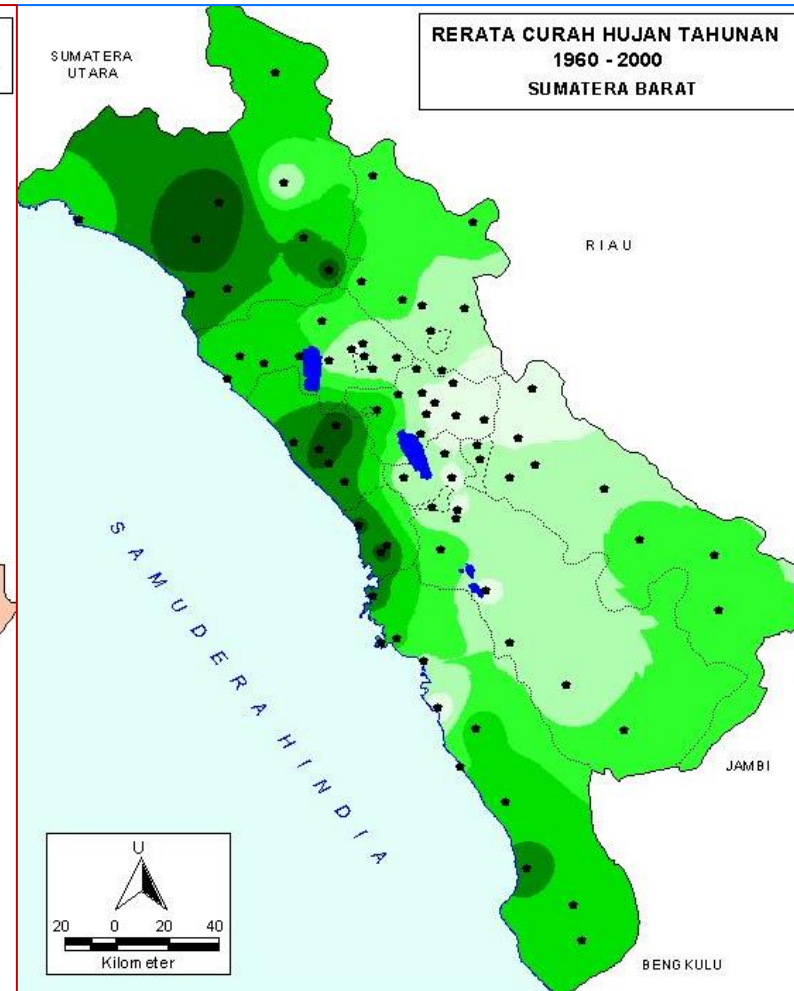 RERATA CURAH HUJAN TAHUNAN
1960 - 2000
SUMATERA BARAT
SUMATERA
UTARA
RIAU
SAMUDERA HINDIA
JAMBI
BENGKULU
U
20 0 20 40
Kilometer